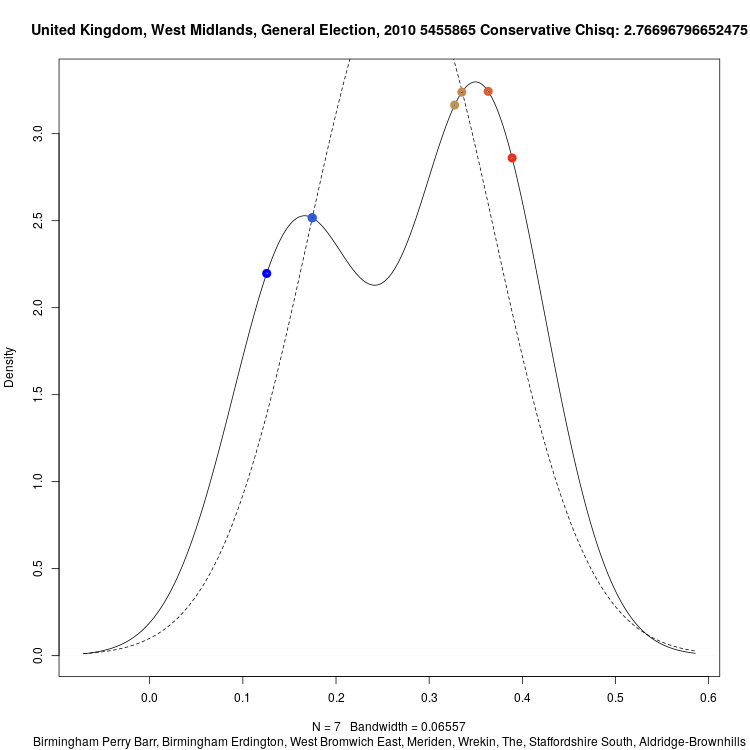 United Kingdom, West Midlands, General Election, 2010 5455865 Conservative Chisq: 2.76696796652475
Density
3.0
2.5
2.0
1.5
1.0
0.5
0.0
0.0 0.1 0.2 0.3 0.4 0.5 0.6
N = 7 Bandwidth = 0.06557
Birmingham Perry Barr, Birmingham Erdington, West Bromwich East, Meriden, Wrekin, The, Staffordshire South, Aldridge-Brownhills